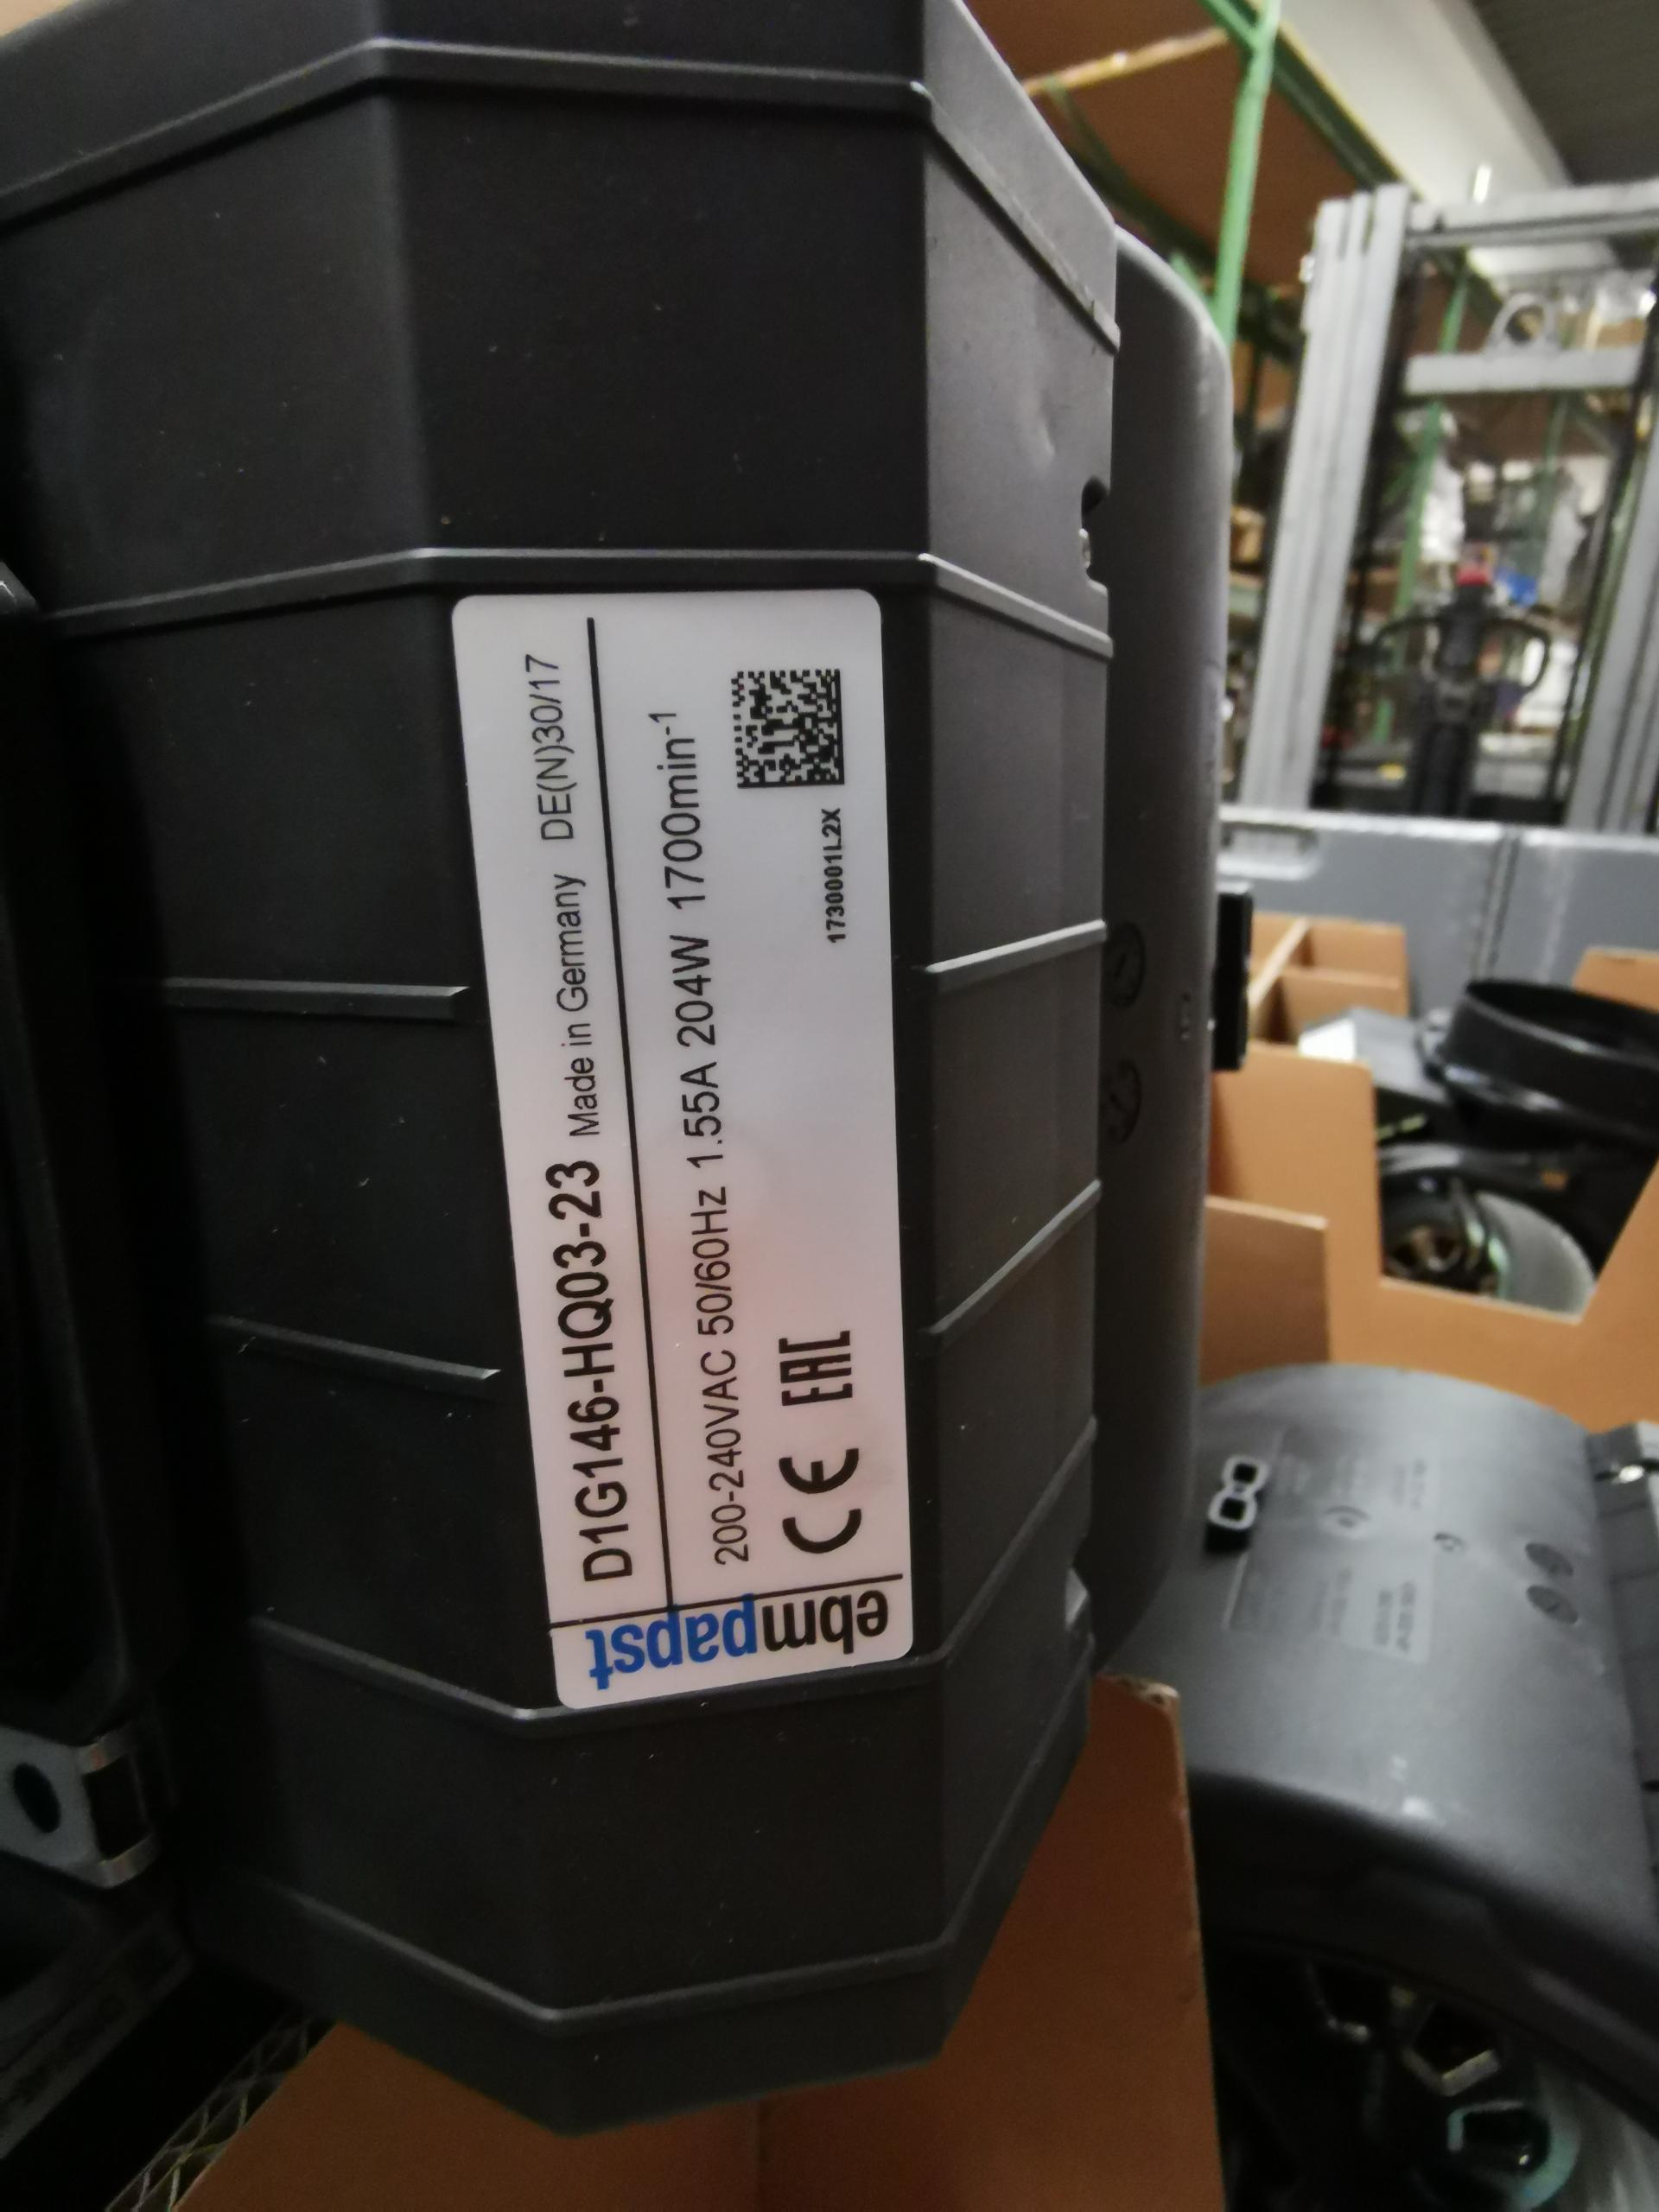 ebmpapst
D1G146-HQ03-23 Made in Germany DE(N)30/17
200-240VAC 50/60Hz 1.55A 204W 1700min-1
CE EAC
1730001L2X